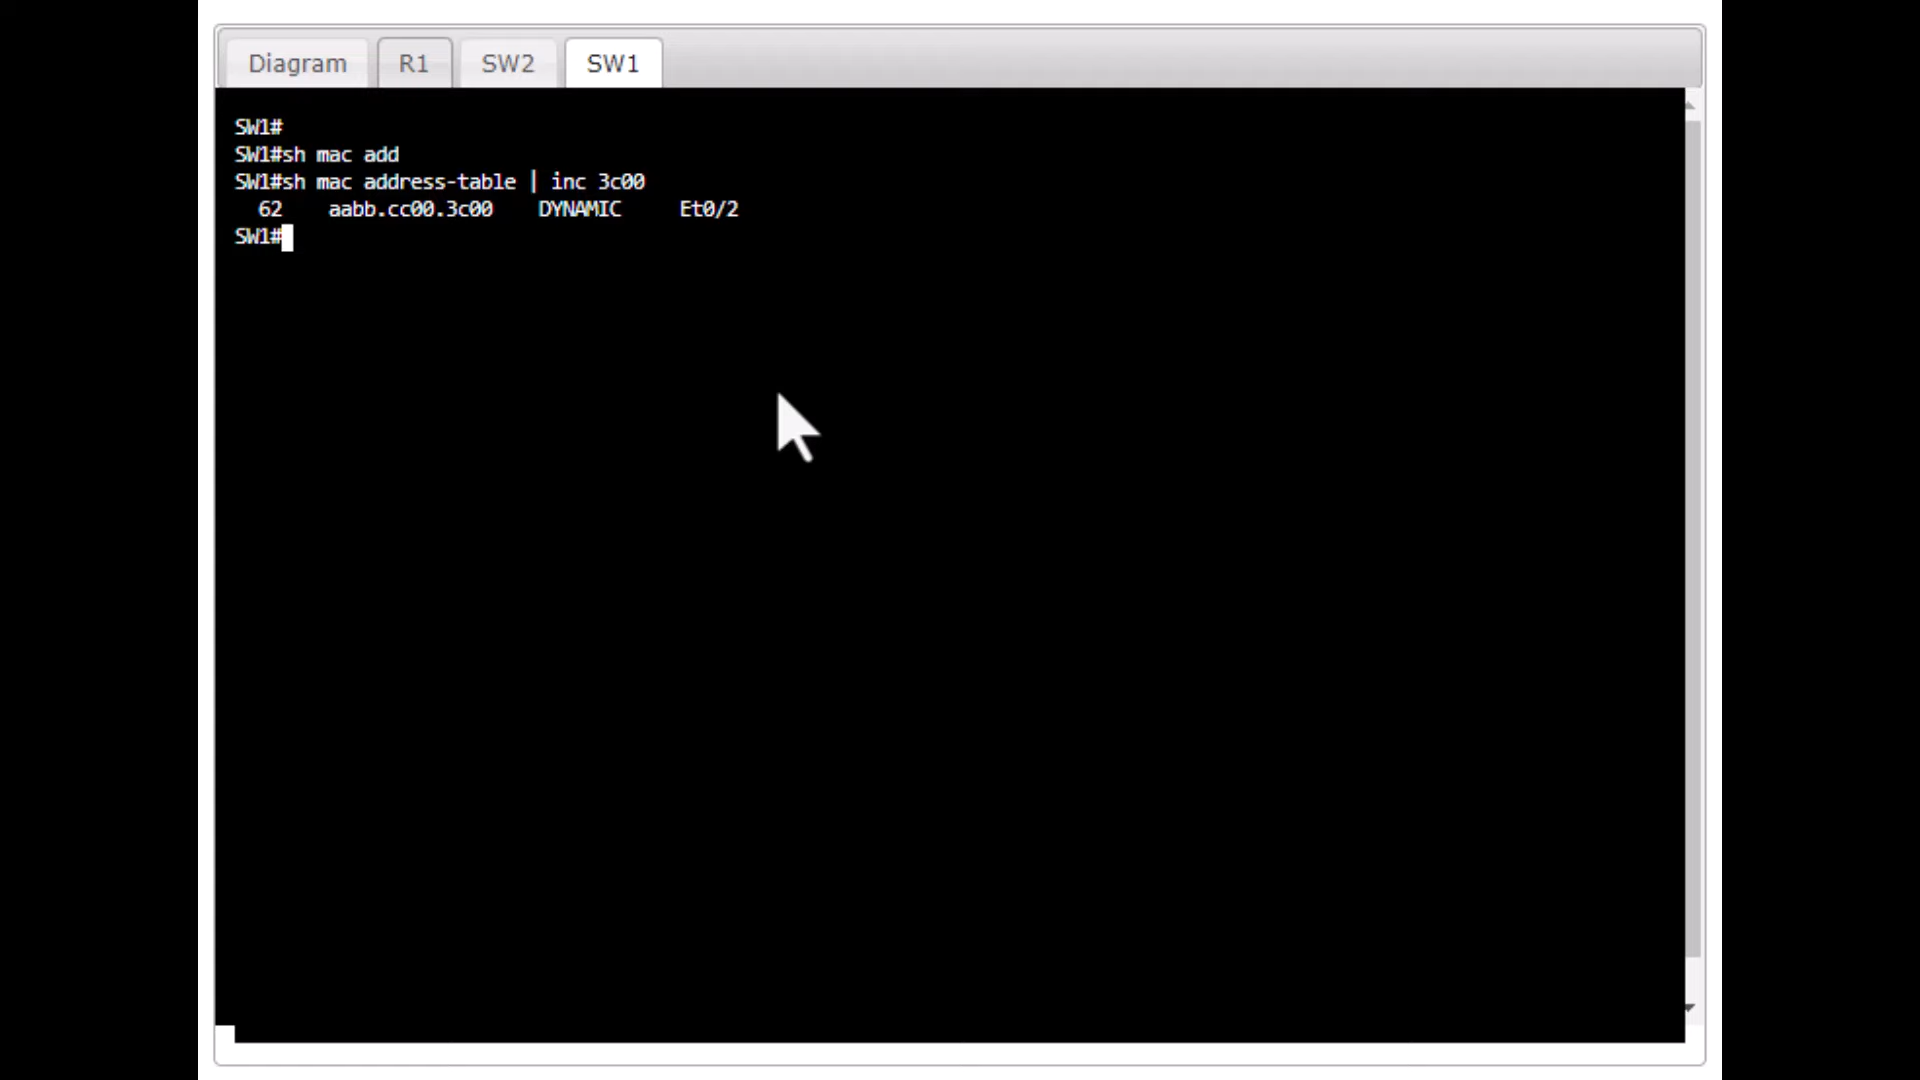 Diagram R1 SW2 SW1
SW1#
SW1#sh mac add
SW1#sh mac address-table | inc 3c00
62 aabb.cc00.3c00 DYNAMIC Et0/2
SW1#